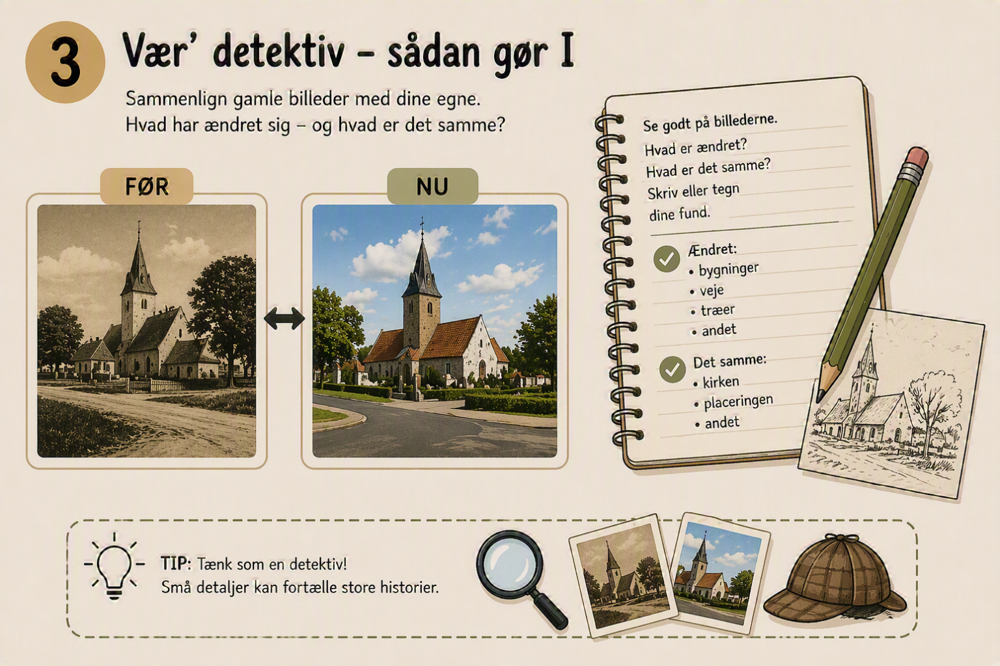 3
Vær’ detektiv – sådan gør I
Sammenlign gamle billeder med dine egne.
Hvad har ændret sig – og hvad er det samme?
FØR
NU
Se godt på billederne.
Hvad er ændret?
Hvad er det samme?
Skriv eller tegn
dine fund.
Ændret:
• bygninger
• veje
• træer
• andet
Det samme:
• kirken
• placeringen
• andet
TIP: Tænk som en detektiv!
Små detaljer kan fortælle store historier.